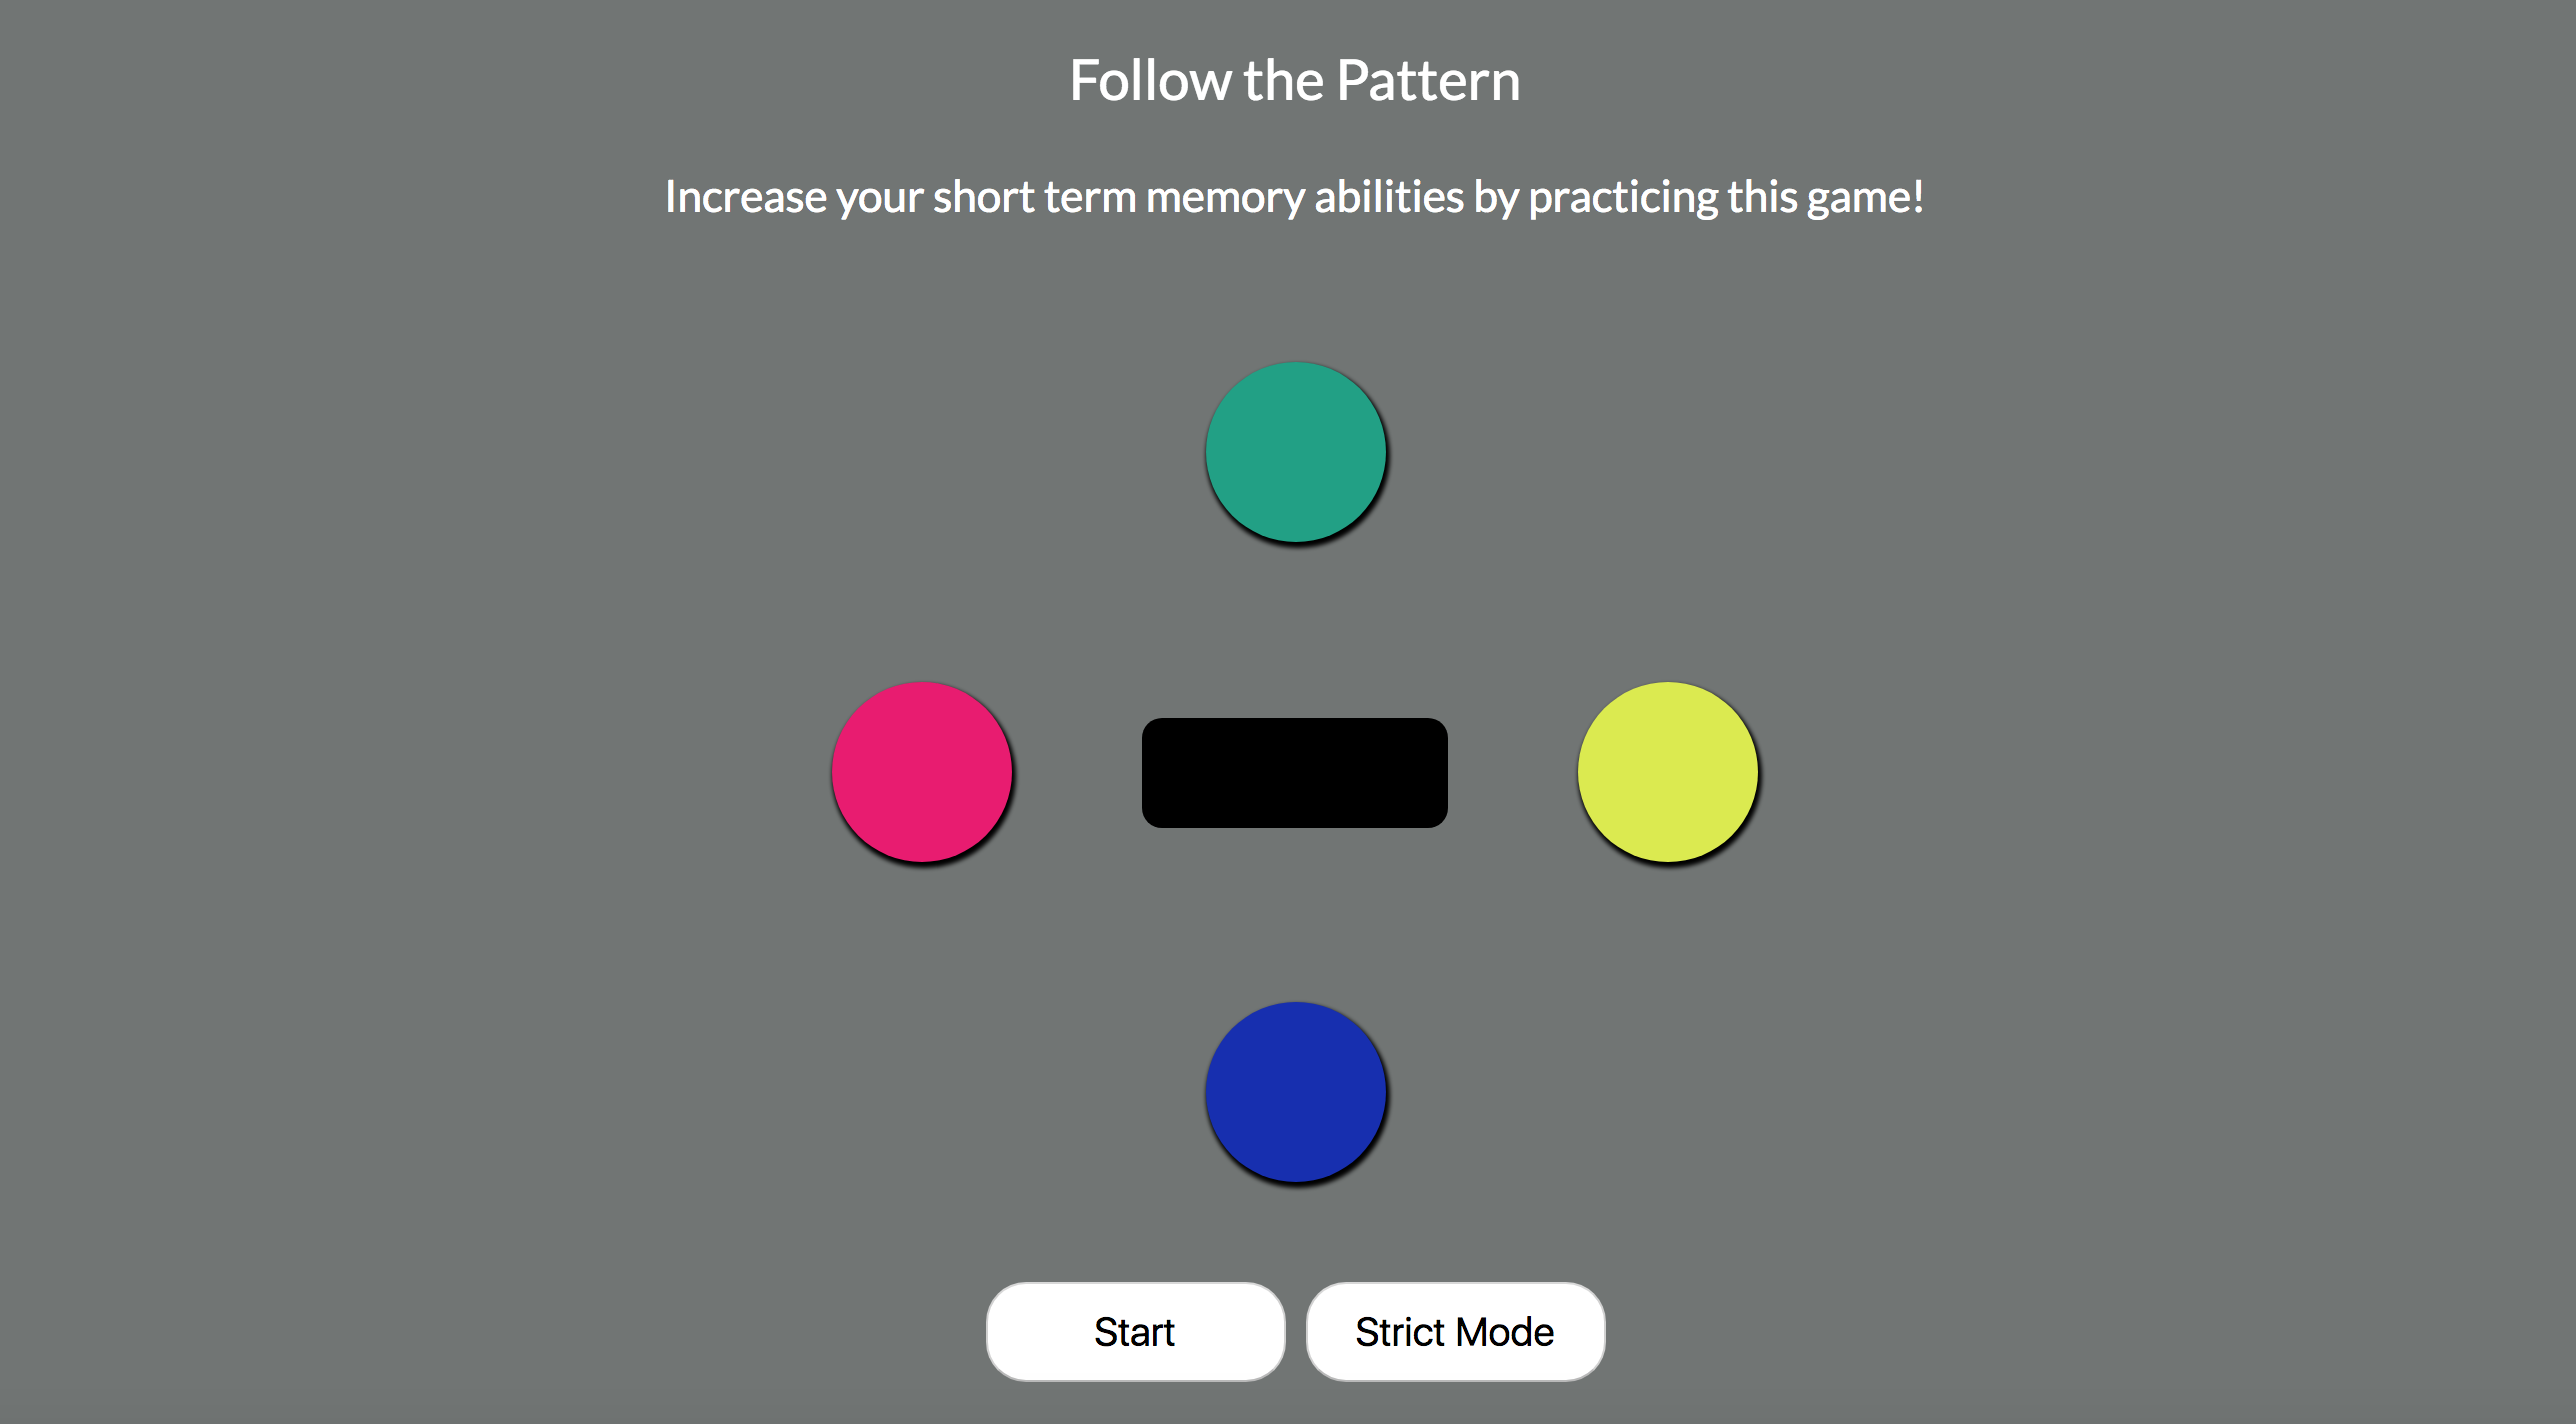 Follow the Pattern
Increase your short term memory abilities by practicing this game!
Start
Strict Mode